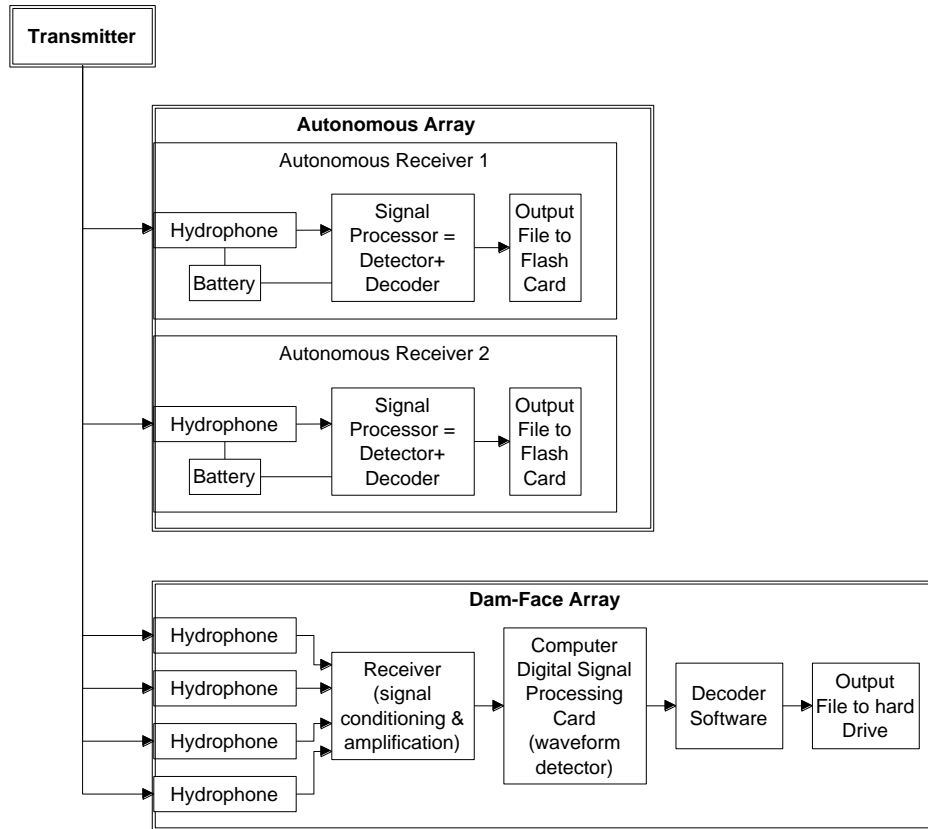 Transmitter
Autonomous Array
Autonomous Receiver 1
Hydrophone
Battery
Signal
Processor =
Detector+
Decoder
Output
File to
Flash
Card
Autonomous Receiver 2
Hydrophone
Battery
Signal
Processor =
Detector+
Decoder
Output
File to
Flash
Card
Dam-Face Array
Hydrophone
Hydrophone
Hydrophone
Hydrophone
Receiver
(signal
conditioning &
amplification)
Computer
Digital Signal
Processing
Card
(waveform
detector)
Decoder
Software
Output
File to hard
Drive